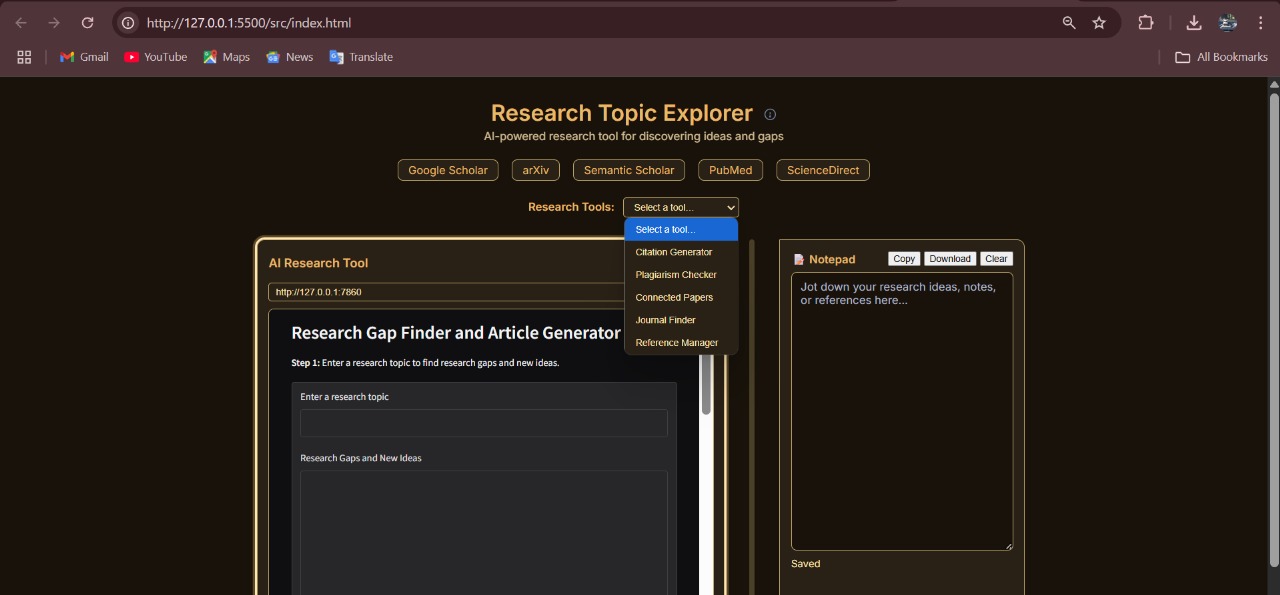 http://127.0.0.1:5500/src/index.html
Gmail YouTube Maps News Translate All Bookmarks
Research Topic Explorer
AI-powered research tool for discovering ideas and gaps
Google Scholar arXiv Semantic Scholar PubMed ScienceDirect
Research Tools: Select a tool...
Select a tool...
Citation Generator
Plagiarism Checker
Connected Papers
Journal Finder
Reference Manager
AI Research Tool
http://127.0.0.1:7860
Research Gap Finder and Article Generator
Step 1: Enter a research topic to find research gaps and new ideas.
Enter a research topic
Research Gaps and New Ideas
Notepad Copy Download Clear
Jot down your research ideas, notes,
or references here...
Saved